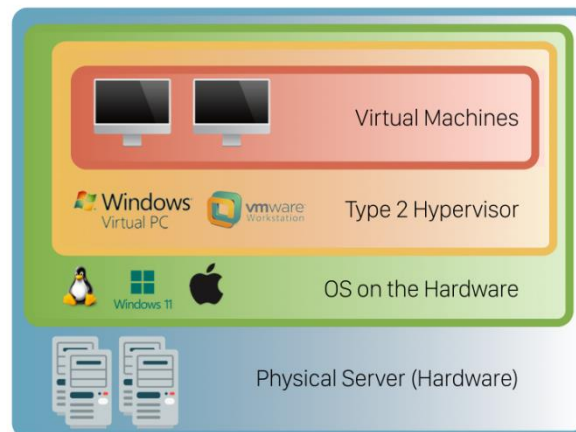 Virtual Machines
Windows
Virtual PC
vmware
Workstation
Type 2 Hypervisor
Windows 11
OS on the Hardware
Physical Server (Hardware)